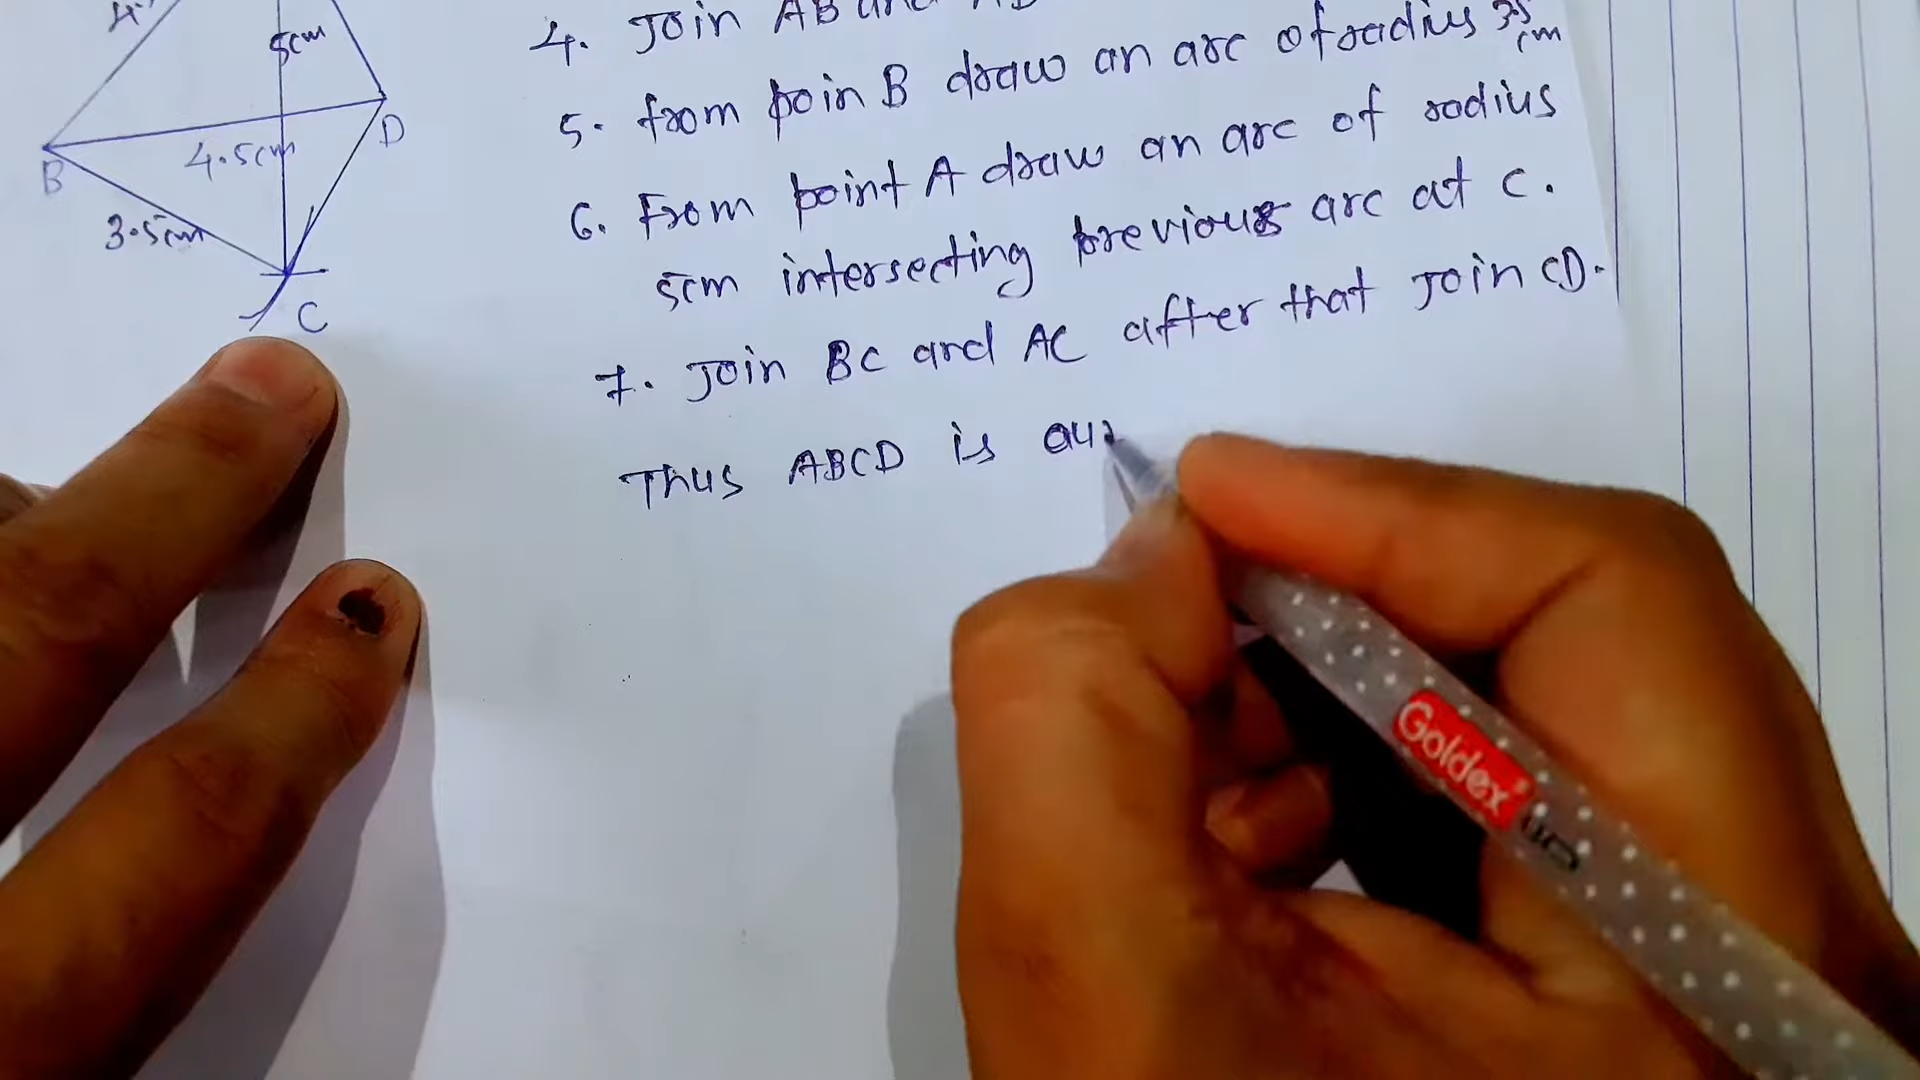 5cm
D
4.5cm
B
3.5cm
C
4. Join AB and
5. from poin B draw an arc of radius 3.5 cm
6. From point A draw an arc of radius
5cm intersecting previous arc at C.
7. Join BC and AC after that Join CD.
Thus ABCD is
Goldex